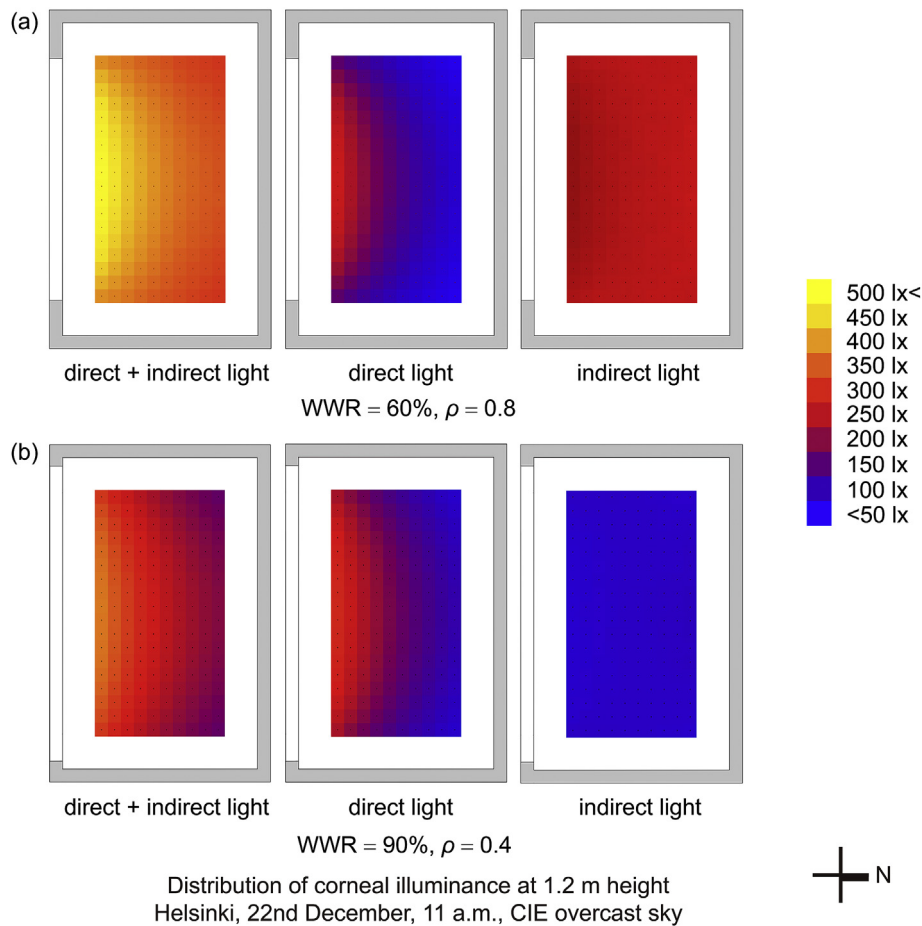 (a)
direct + indirect light
direct light
indirect light
WWR = 60%, ρ = 0.8
500 lx<
450 lx
400 lx
350 lx
300 lx
250 lx
200 lx
150 lx
100 lx
<50 lx
(b)
direct + indirect light
direct light
indirect light
WWR = 90%, ρ = 0.4
N
Distribution of corneal illuminance at 1.2 m height
Helsinki, 22nd December, 11 a.m., CIE overcast sky